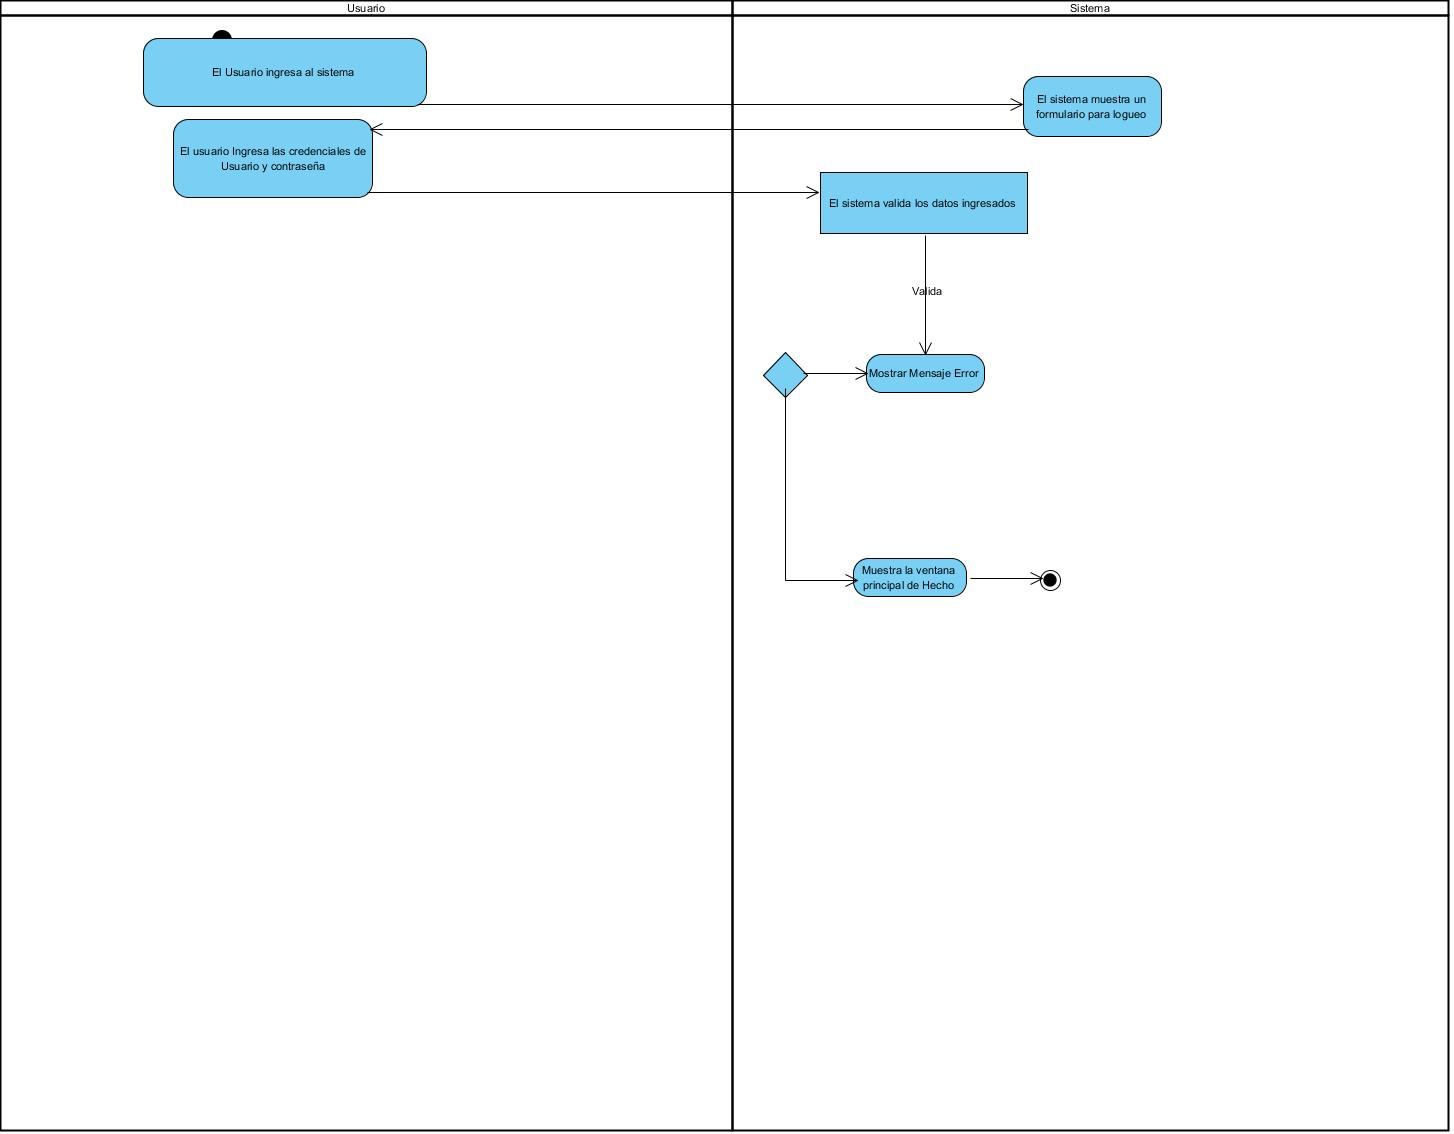 Usuario
Sistema
El Usuario ingresa al sistema
El sistema muestra un
formulario para logueo
El usuario Ingresa las credenciales de
Usuario y contraseña
El sistema valida los datos ingresados
Valida
Mostrar Mensaje Error
Muestra la ventana
principal de Hecho